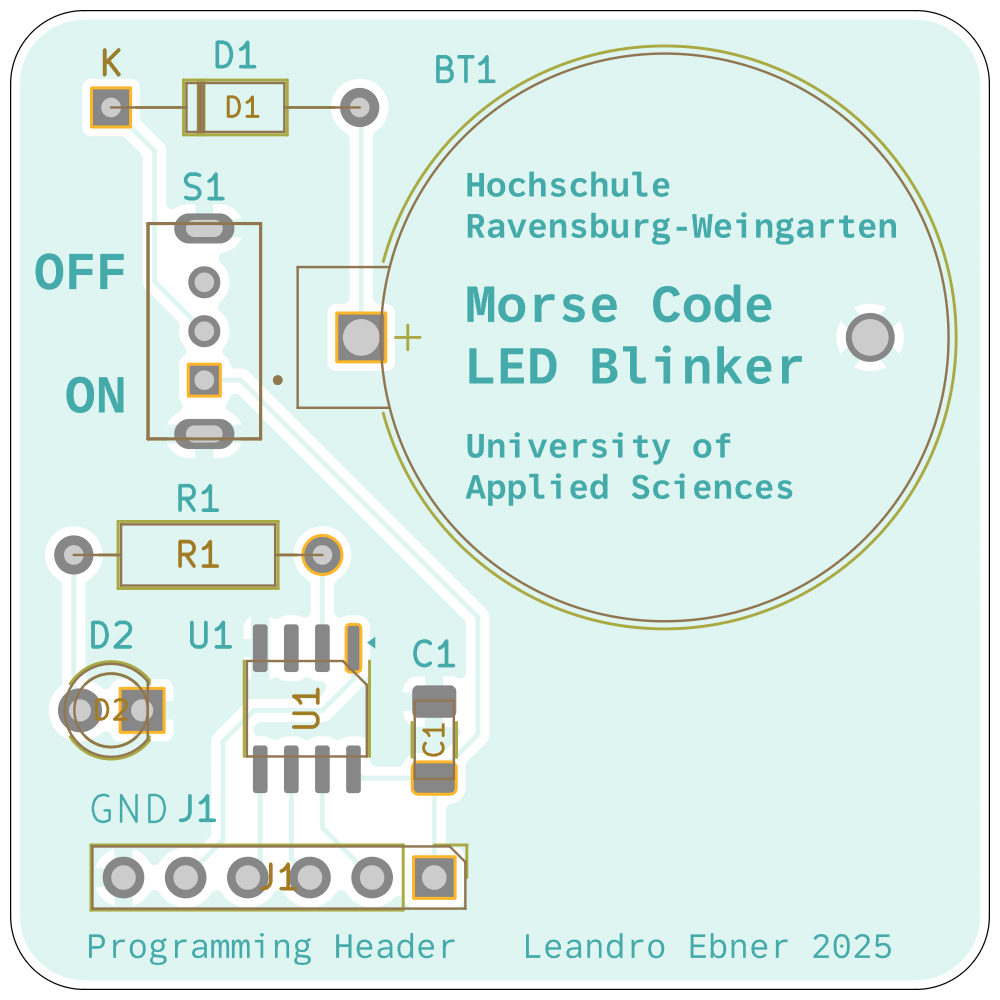 K
D1
BT1
D1
S1
Hochschule
Ravensburg-Weingarten
OFF
Morse Code
LED Blinker
ON
University of
Applied Sciences
R1
R1
D2
U1
C1
D2
U1
C1
GND
J1
J1
Programming Header
Leandro Ebner 2025